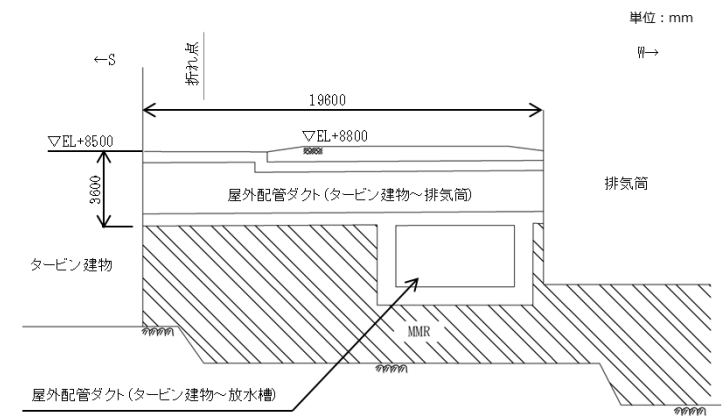 単位：mm
←S
折れ点
W→
19600
▽EL+8500
▽EL+8800
3600
屋外配管ダクト(タービン建物～排気筒)
排気筒
タービン建物
MMR
屋外配管ダクト(タービン建物～放水槽)